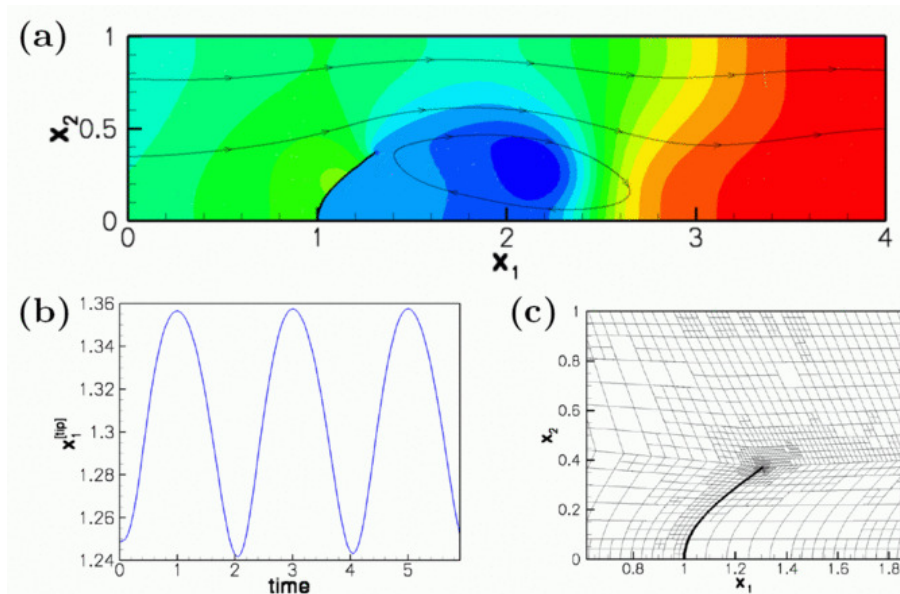 (a)
1
0.5
0
x₂
0 1 2 3 4
x₁
(b)
1.36
1.34
1.32
1.3
1.28
1.26
1.24
x₁[tip]
0 1 2 3 4 5
time
(c)
1
0.8
0.6
0.4
0.2
0
x₂
0.8 1 1.2 1.4 1.6 1.8
x₁